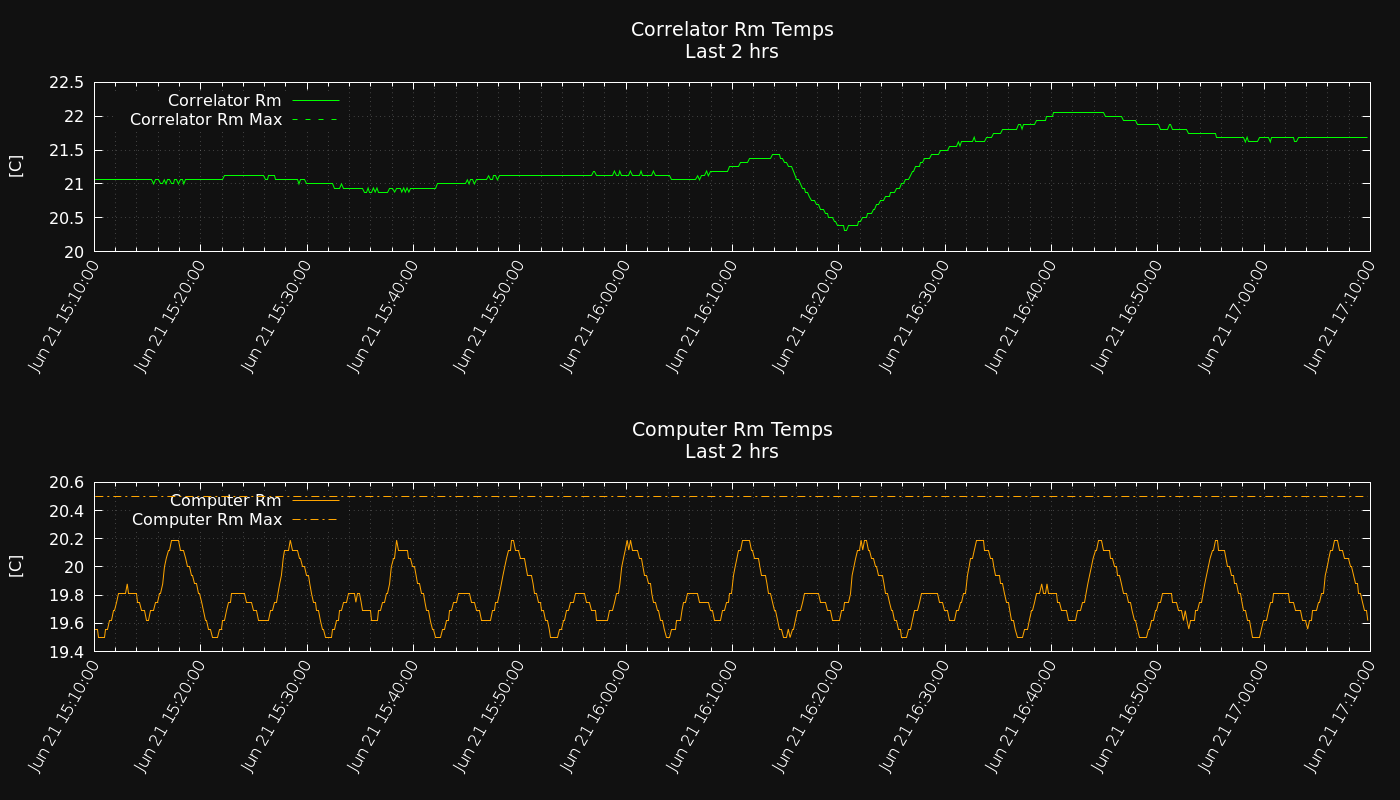 Correlator Rm Temps
Last 2 hrs
22.5
22
21.5
21
20.5
20
[C]
Correlator Rm
Correlator Rm Max
Jun 21 15:10:00
Jun 21 15:20:00
Jun 21 15:30:00
Jun 21 15:40:00
Jun 21 15:50:00
Jun 21 16:00:00
Jun 21 16:10:00
Jun 21 16:20:00
Jun 21 16:30:00
Jun 21 16:40:00
Jun 21 16:50:00
Jun 21 17:00:00
Jun 21 17:10:00
Computer Rm Temps
Last 2 hrs
20.6
20.4
20.2
20
19.8
19.6
19.4
[C]
Computer Rm
Computer Rm Max
Jun 21 15:10:00
Jun 21 15:20:00
Jun 21 15:30:00
Jun 21 15:40:00
Jun 21 15:50:00
Jun 21 16:00:00
Jun 21 16:10:00
Jun 21 16:20:00
Jun 21 16:30:00
Jun 21 16:40:00
Jun 21 16:50:00
Jun 21 17:00:00
Jun 21 17:10:00